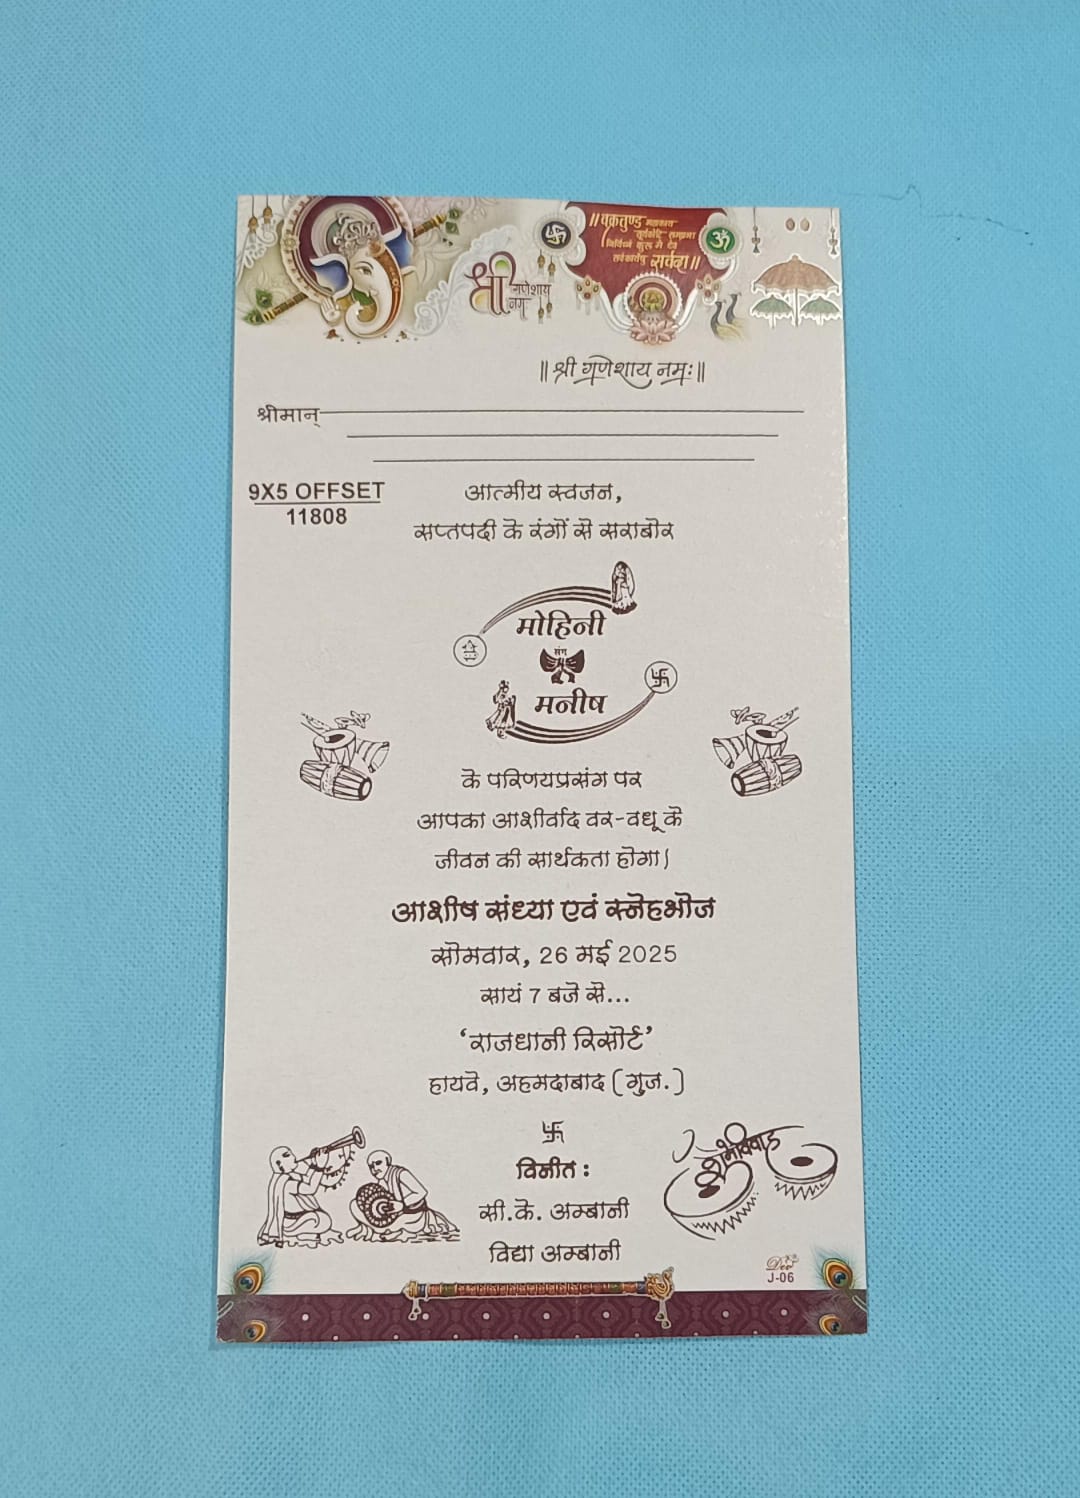 श्री गणेशाय नमः
॥ वक्रतुण्ड महाकाय
सूर्यकोटि समप्रभ।
निर्विघ्नं कुरू मे देव
सर्वकार्येषु सर्वदा॥
ॐ
॥ श्री गणेशाय नमः॥
श्रीमान्
9X5 OFFSET
11808
आत्मीय स्वजन,
सप्तपदी के रंगों से सराबोर
मोहिनी
संग
मनीष
के परिणयप्रसंग पर
आपका आशीर्वाद वर-वधू के
जीवन की सार्थकता होगा।
आशीष संध्या एवं स्नेहभोज
सोमवार, 26 मई 2025
सायं 7 बजे से...
‘राजधानी रिसोर्ट’
हायवे, अहमदाबाद (गुज.)
विनीत :
सी.के. अम्बानी
विद्या अम्बानी
शुभविवाह
Dev
J-06